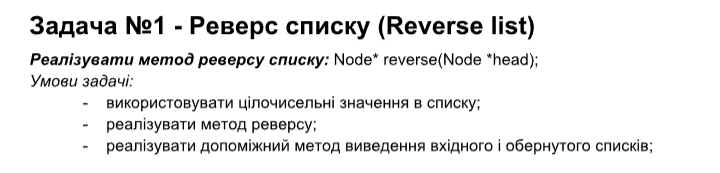 Задача №1 - Реверс списку (Reverse list)
Реалізувати метод реверсу списку: Node* reverse(Node *head);
Умови задачі:
- використовувати цілочисельні значення в списку;
- реалізувати метод реверсу;
- реалізувати допоміжний метод виведення вхідного і обернутого списків;